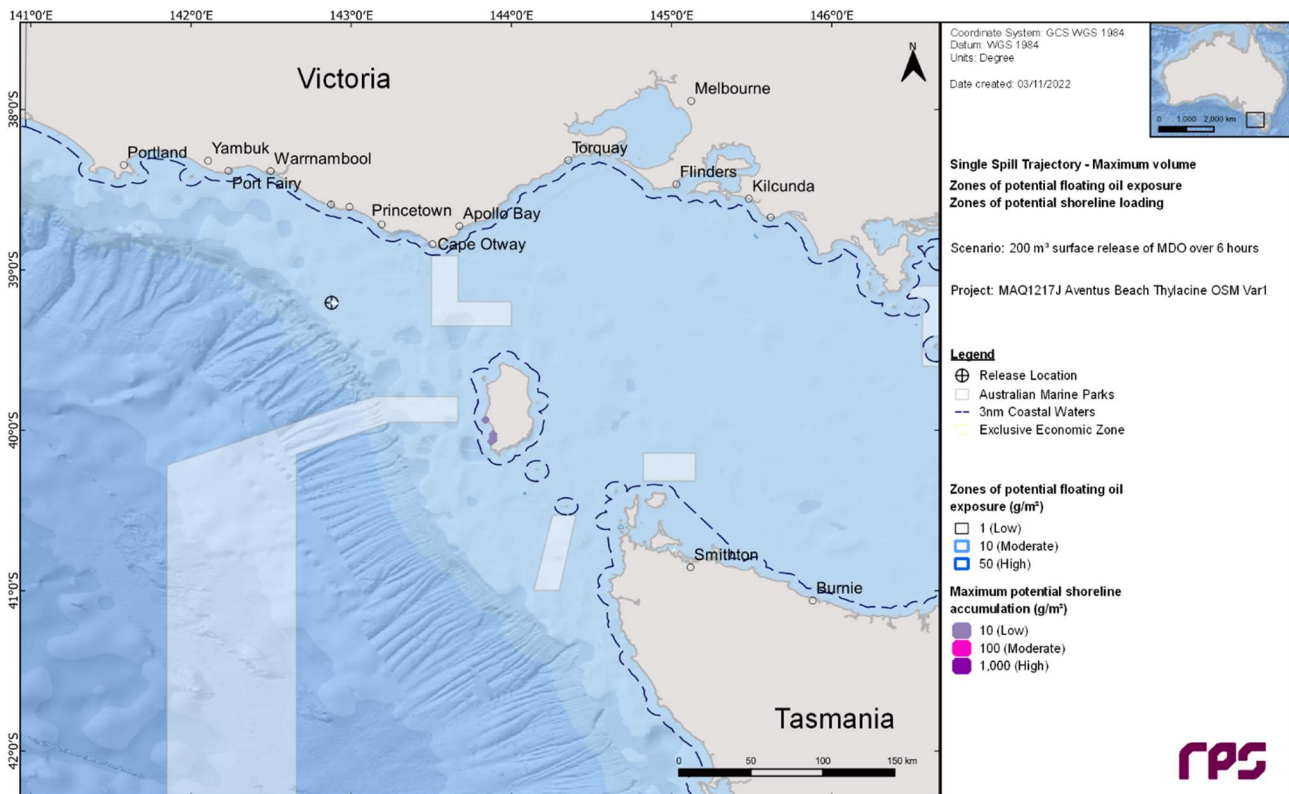 141°0'E
142°0'E
143°0'E
144°0'E
145°0'E
146°0'E
38°0'S
39°0'S
40°0'S
41°0'S
42°0'S
Victoria
N
Melbourne
Portland
Yambuk
Warrnambool
Port Fairy
Torquay
Flinders
Kilcunda
Princetown
Apollo Bay
Cape Otway
Smithton
Burnie
Tasmania
0 50 100 150 km
Coordinate System: GCS WGS 1984
Datum: WGS 1984
Units: Degree
Date created: 03/11/2022
0 1,000 2,000 km
Single Spill Trajectory - Maximum volume
Zones of potential floating oil exposure
Zones of potential shoreline loading
Scenario: 200 m³ surface release of MDO over 6 hours
Project: MAQ1217J Aventus Beach Thylacine OSM Var1
Legend
Release Location
Australian Marine Parks
3nm Coastal Waters
Exclusive Economic Zone
Zones of potential floating oil
exposure (g/m²)
1 (Low)
10 (Moderate)
50 (High)
Maximum potential shoreline
accumulation (g/m²)
10 (Low)
100 (Moderate)
1,000 (High)
rps